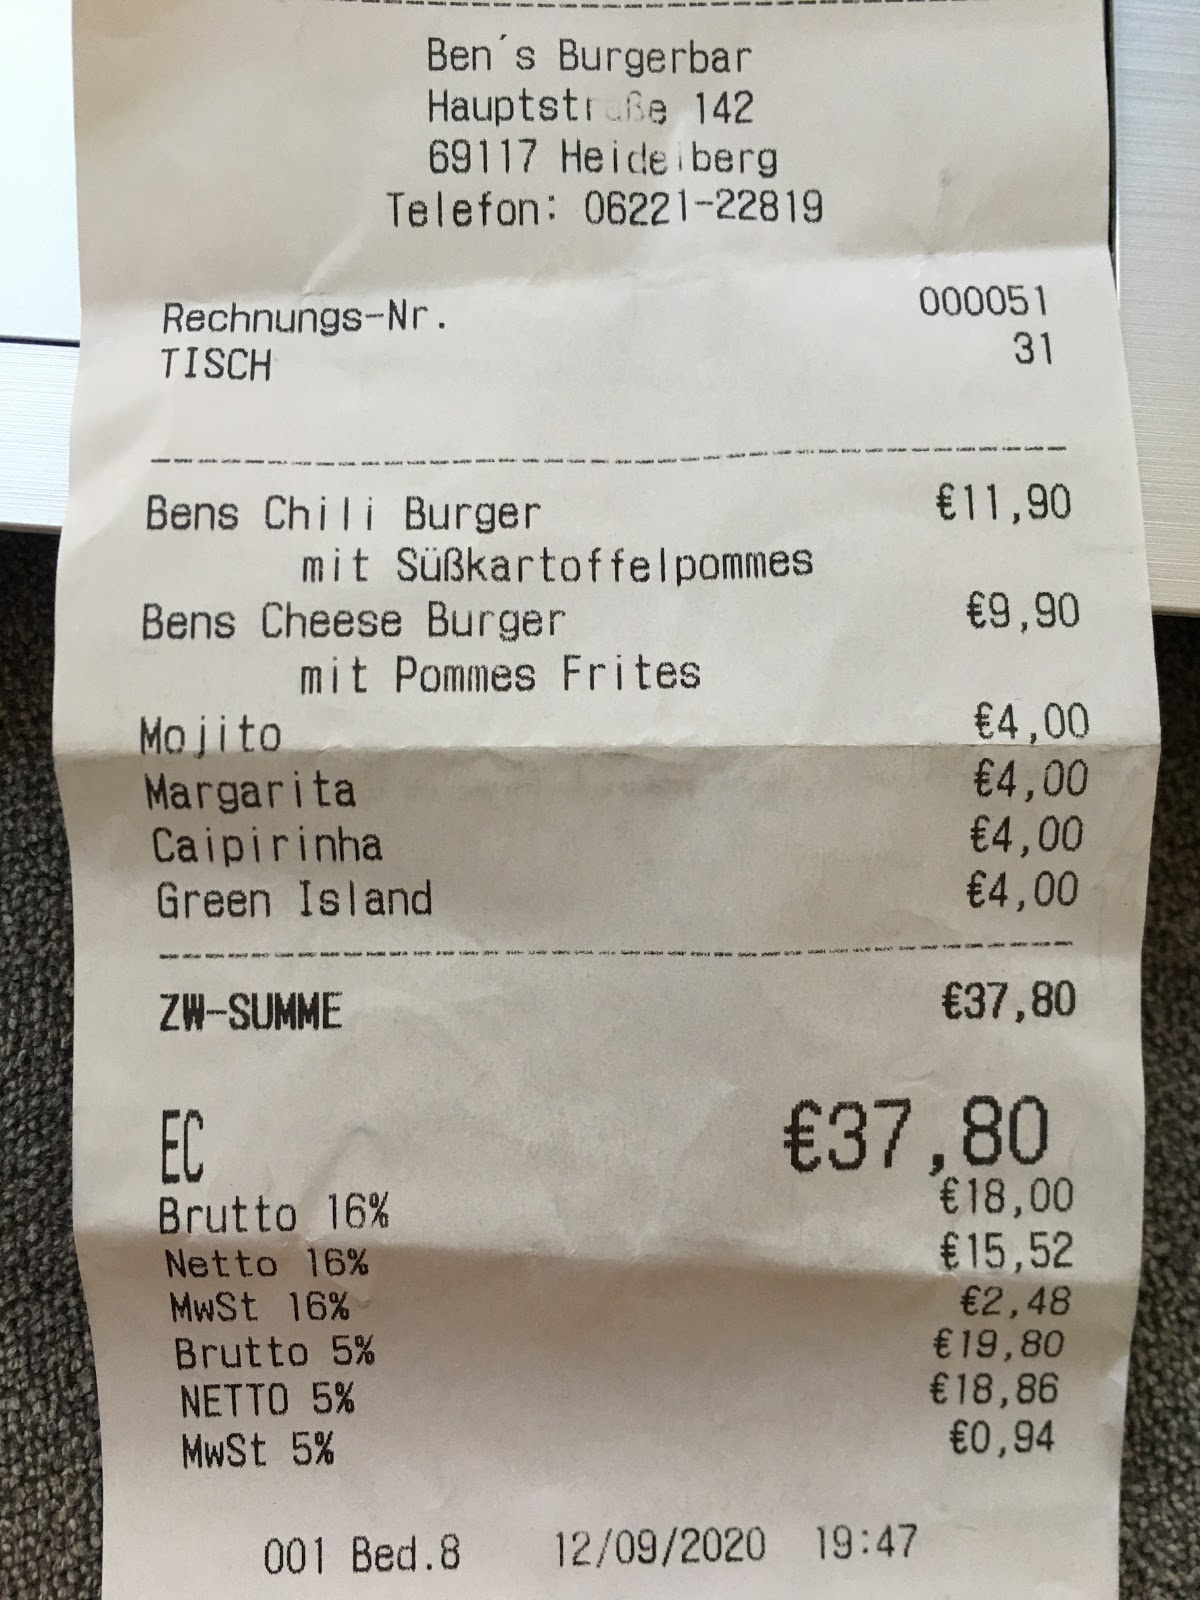 Ben´s Burgerbar
Hauptstraße 142
69117 Heidelberg
Telefon: 06221-22819
Rechnungs-Nr. 000051
TISCH 31
Bens Chili Burger €11,90
mit Süßkartoffelpommes
Bens Cheese Burger €9,90
mit Pommes Frites
Mojito €4,00
Margarita €4,00
Caipirinha €4,00
Green Island €4,00
ZW-SUMME €37,80
EC €37,80
Brutto 16% €18,00
Netto 16% €15,52
MwSt 16% €2,48
Brutto 5% €19,80
NETTO 5% €18,86
MwSt 5% €0,94
001 Bed.8 12/09/2020 19:47